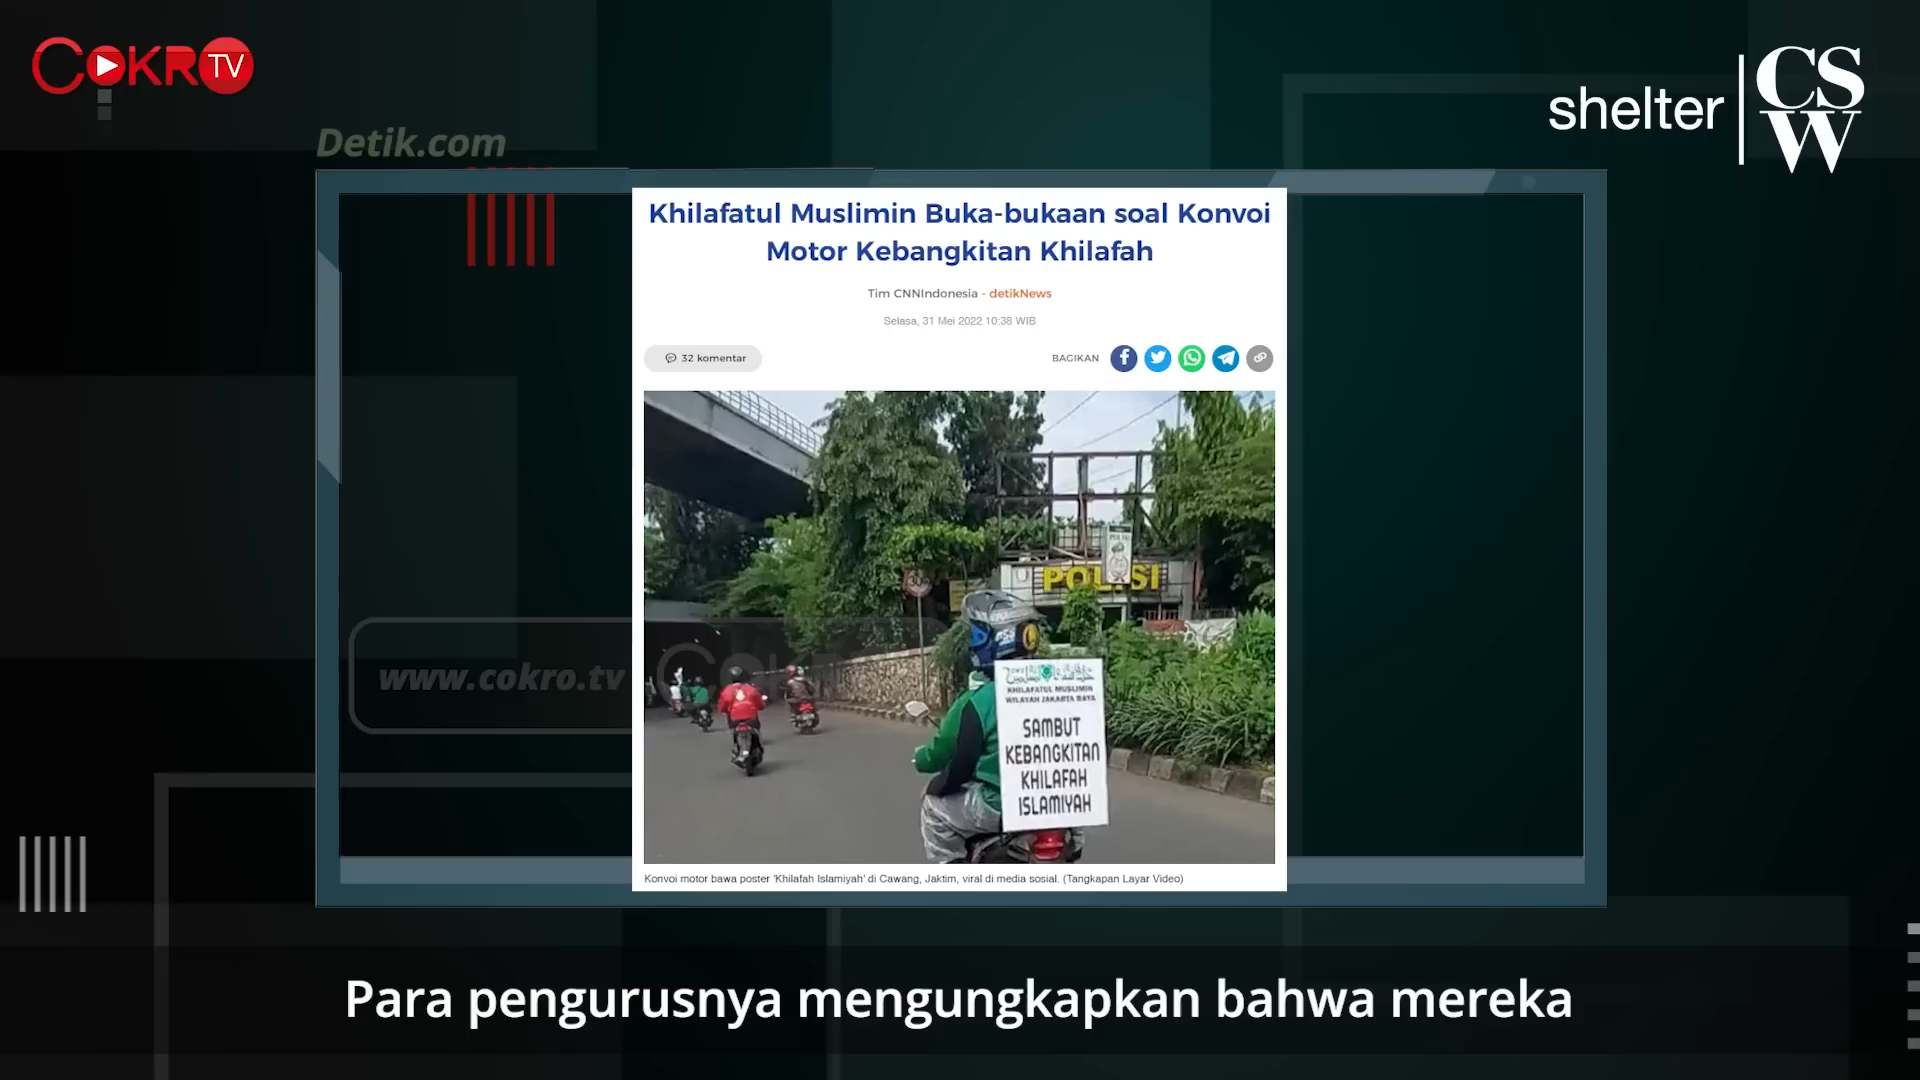 COKRO TV
shelter
CSW
Detik.com
Khilafatul Muslimin Buka-bukaan soal Konvoi
Motor Kebangkitan Khilafah
Tim CNNIndonesia - detikNews
Selasa, 31 Mei 2022 10:38 WIB
32 komentar
BAGIKAN
POLISI
30
KHILAFATUL MUSLIMIN
WILAYAH JAKARTA RAYA
SAMBUT
KEBANGKITAN
KHILAFAH
ISLAMIYAH
www.cokro.tv
Konvoi motor bawa poster 'Khilafah Islamiyah' di Cawang, Jaktim, viral di media sosial. (Tangkapan Layar Video)
Para pengurusnya mengungkapkan bahwa mereka